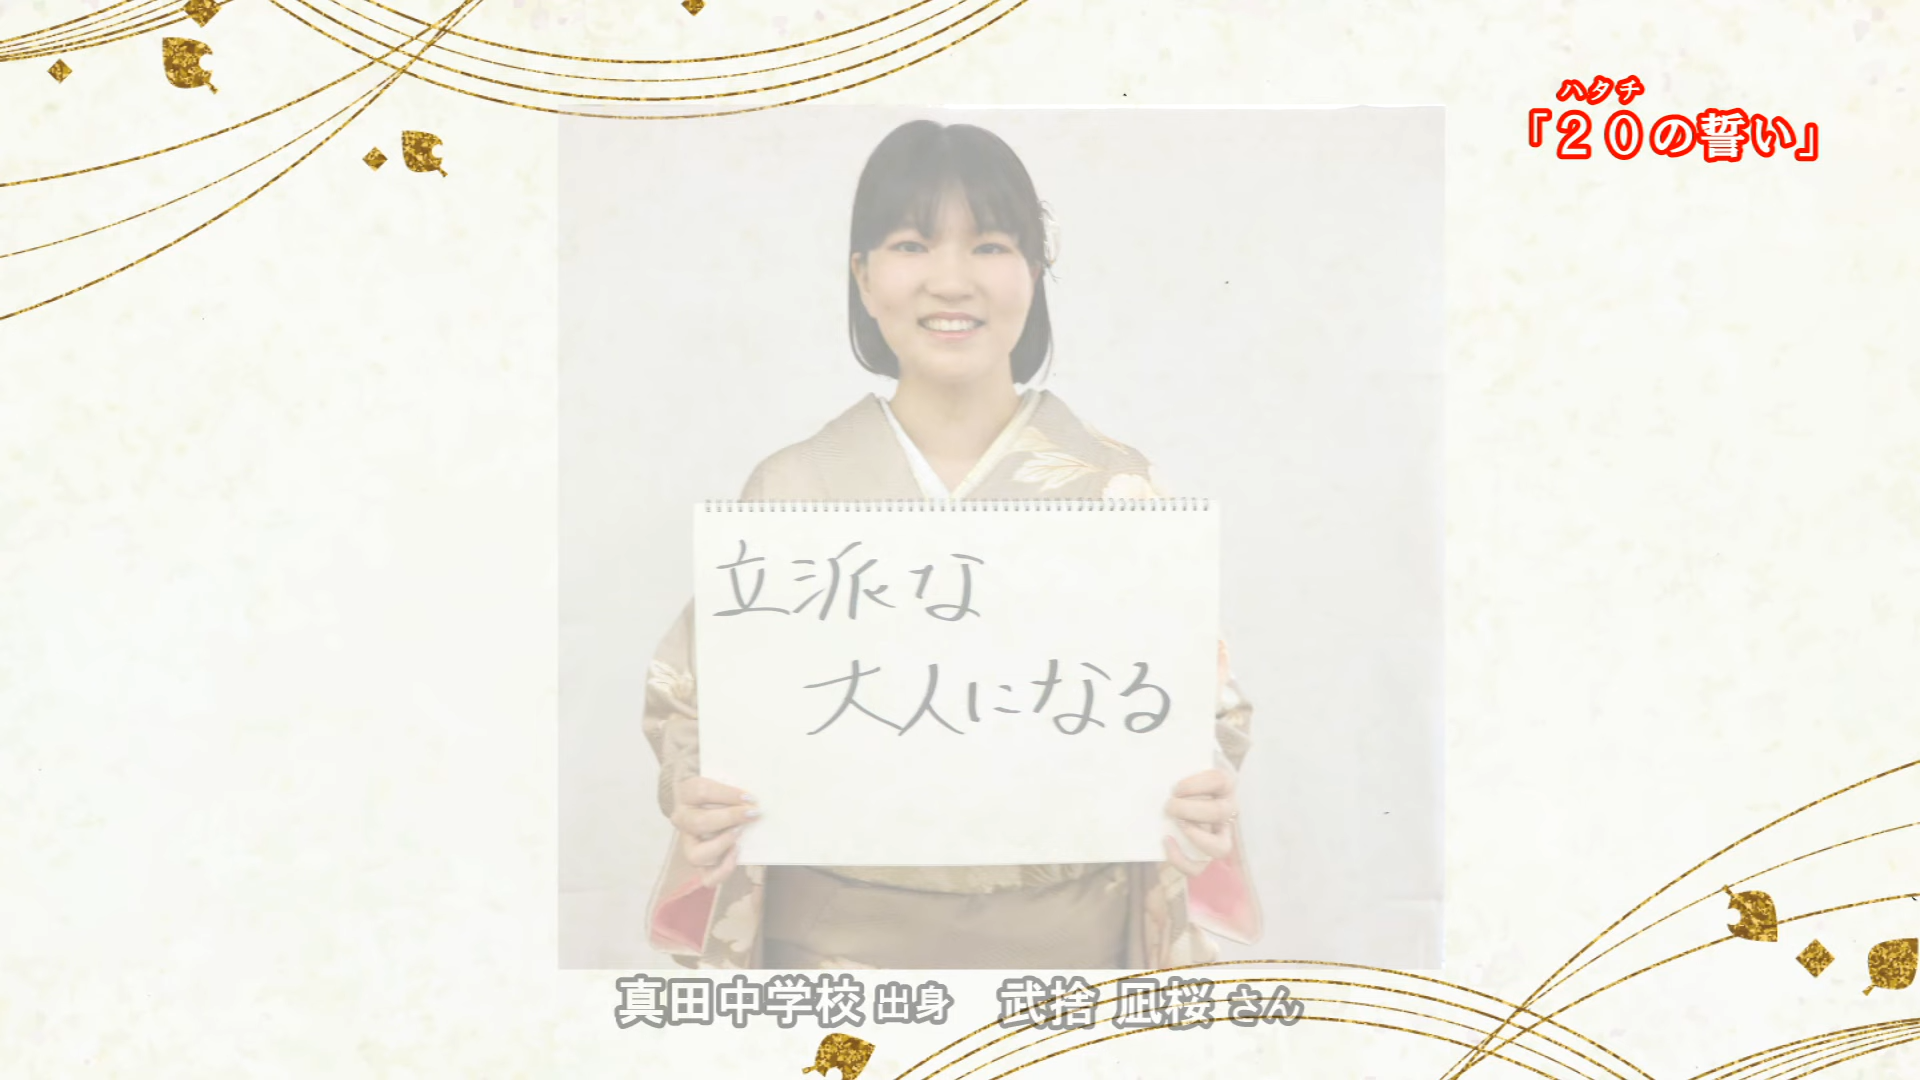 ハタチ
「20の誓い」
立派な
大人になる
真田中学校 出身　武捨 凪桜 さん